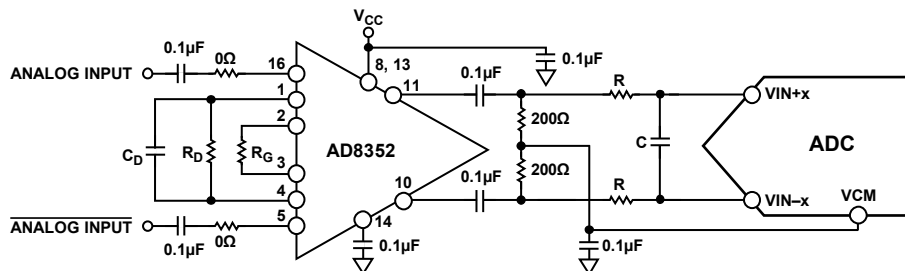 VCC
0.1µF
0Ω
8, 13
0.1µF
ANALOG INPUT
16
0.1µF
11
1
R
VIN+x
2
200Ω
CD
RD
RG
AD8352
C
ADC
3
200Ω
4
10
0.1µF
R
VIN–x
VCM
ANALOG INPUT
5
14
0.1µF
0Ω
0.1µF
0.1µF